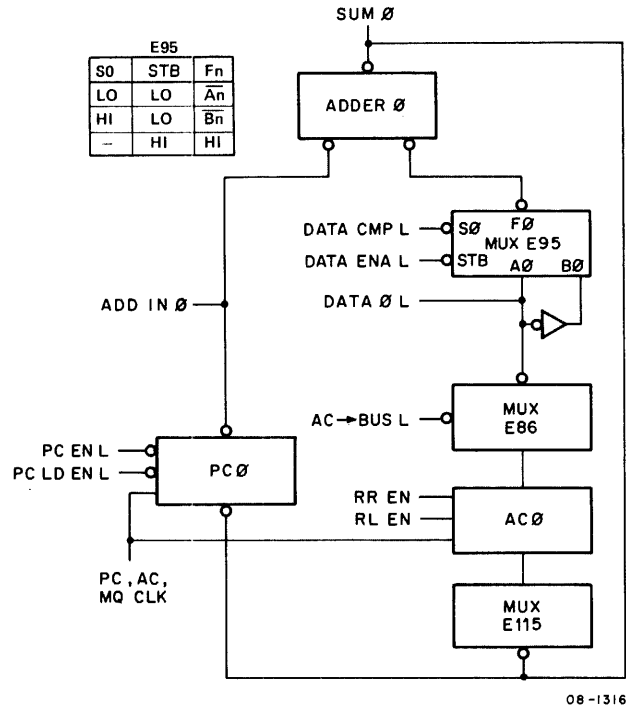 SUM Ø
E95
S0 STB Fn
LO LO A̅n̅
HI LO B̅n̅
– HI HI
ADDER Ø
DATA CMP L
SØ
FØ
MUX E95
DATA ENA L
STB
AØ
BØ
DATA Ø L
ADD IN Ø
AC→BUS L
MUX
E86
PC EN L
PC LD EN L
PCØ
RR EN
RL EN
ACØ
PC, AC,
MQ CLK
MUX
E115
08-1316